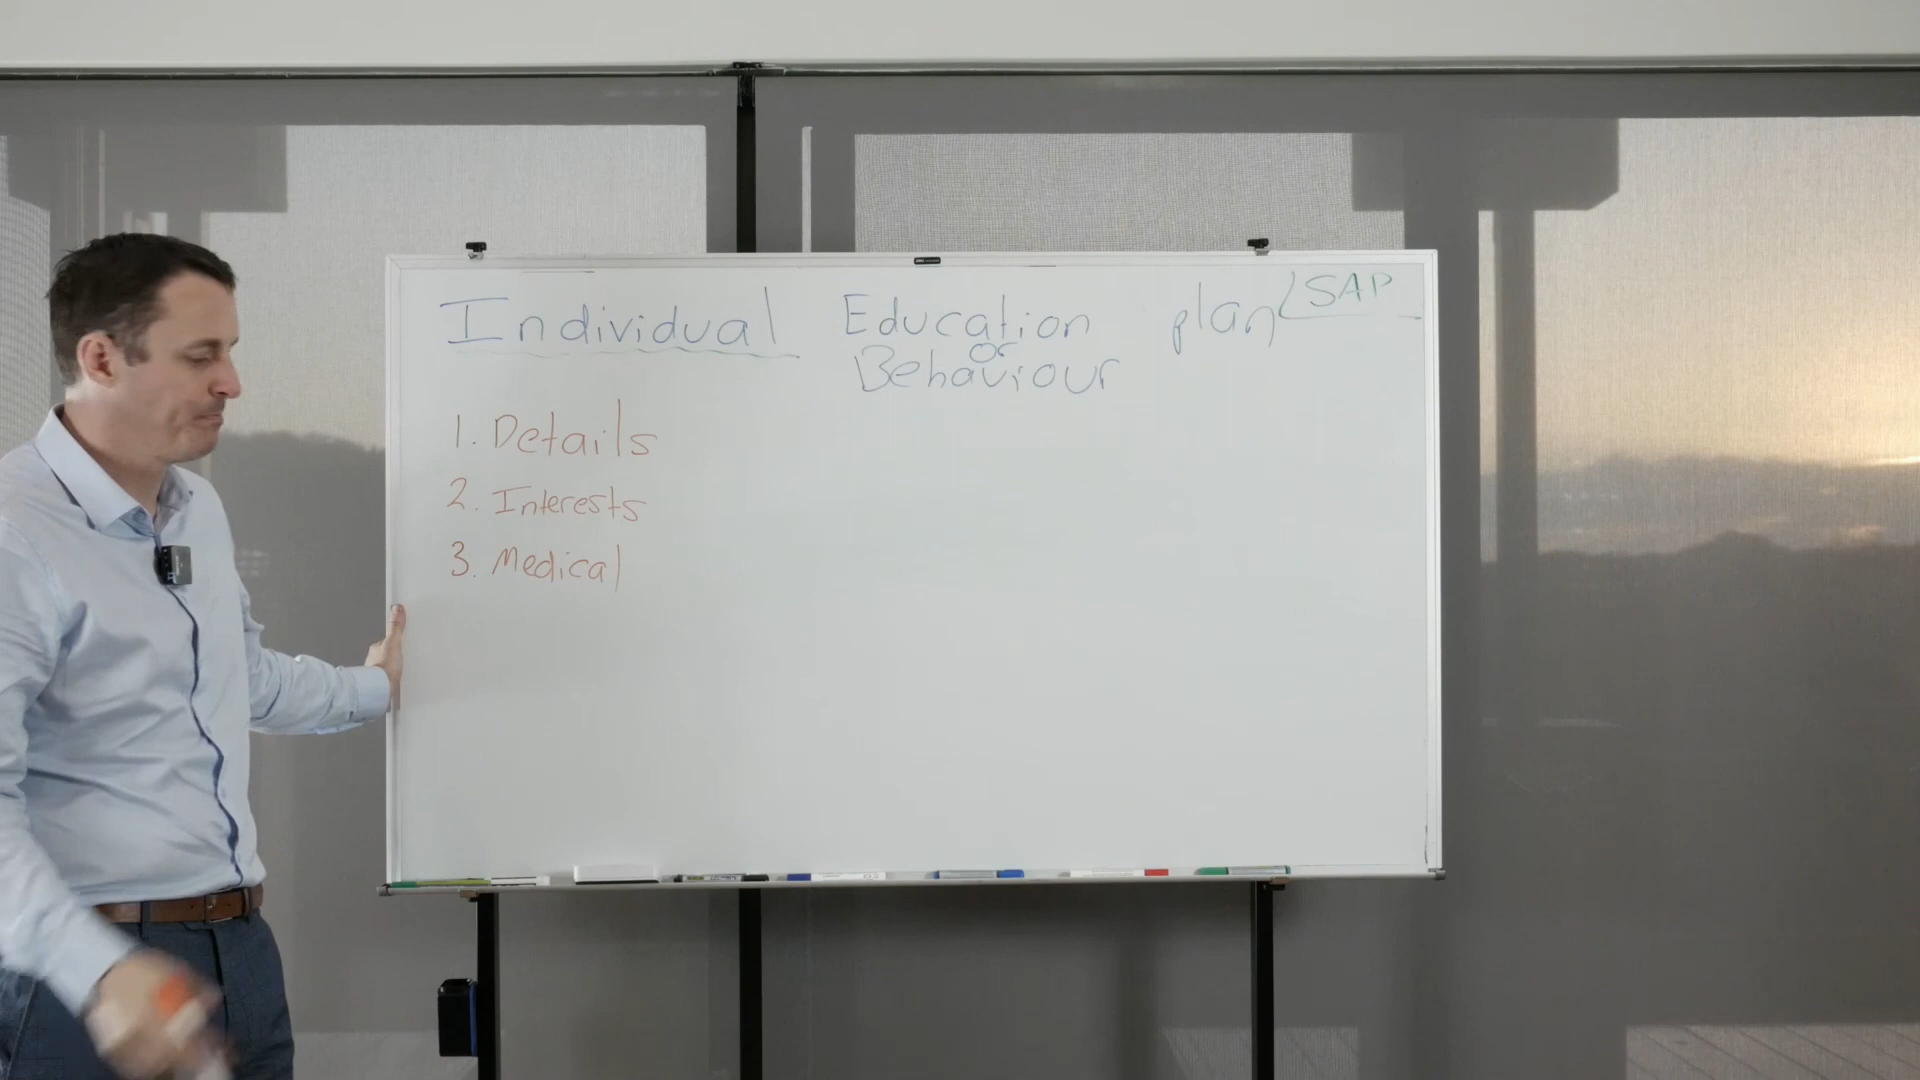 Individual Education plan SAP
or
Behaviour
1. Details
2. Interests
3. Medical